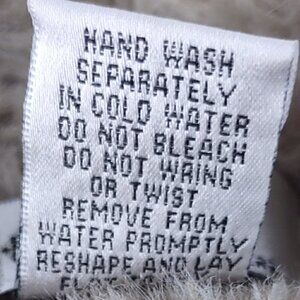 HAND WASH
SEPARATELY
IN COLD WATER
DO NOT BLEACH
DO NOT WRING
OR TWIST
REMOVE FROM
WATER PROMPTLY
RESHAPE AND LAY